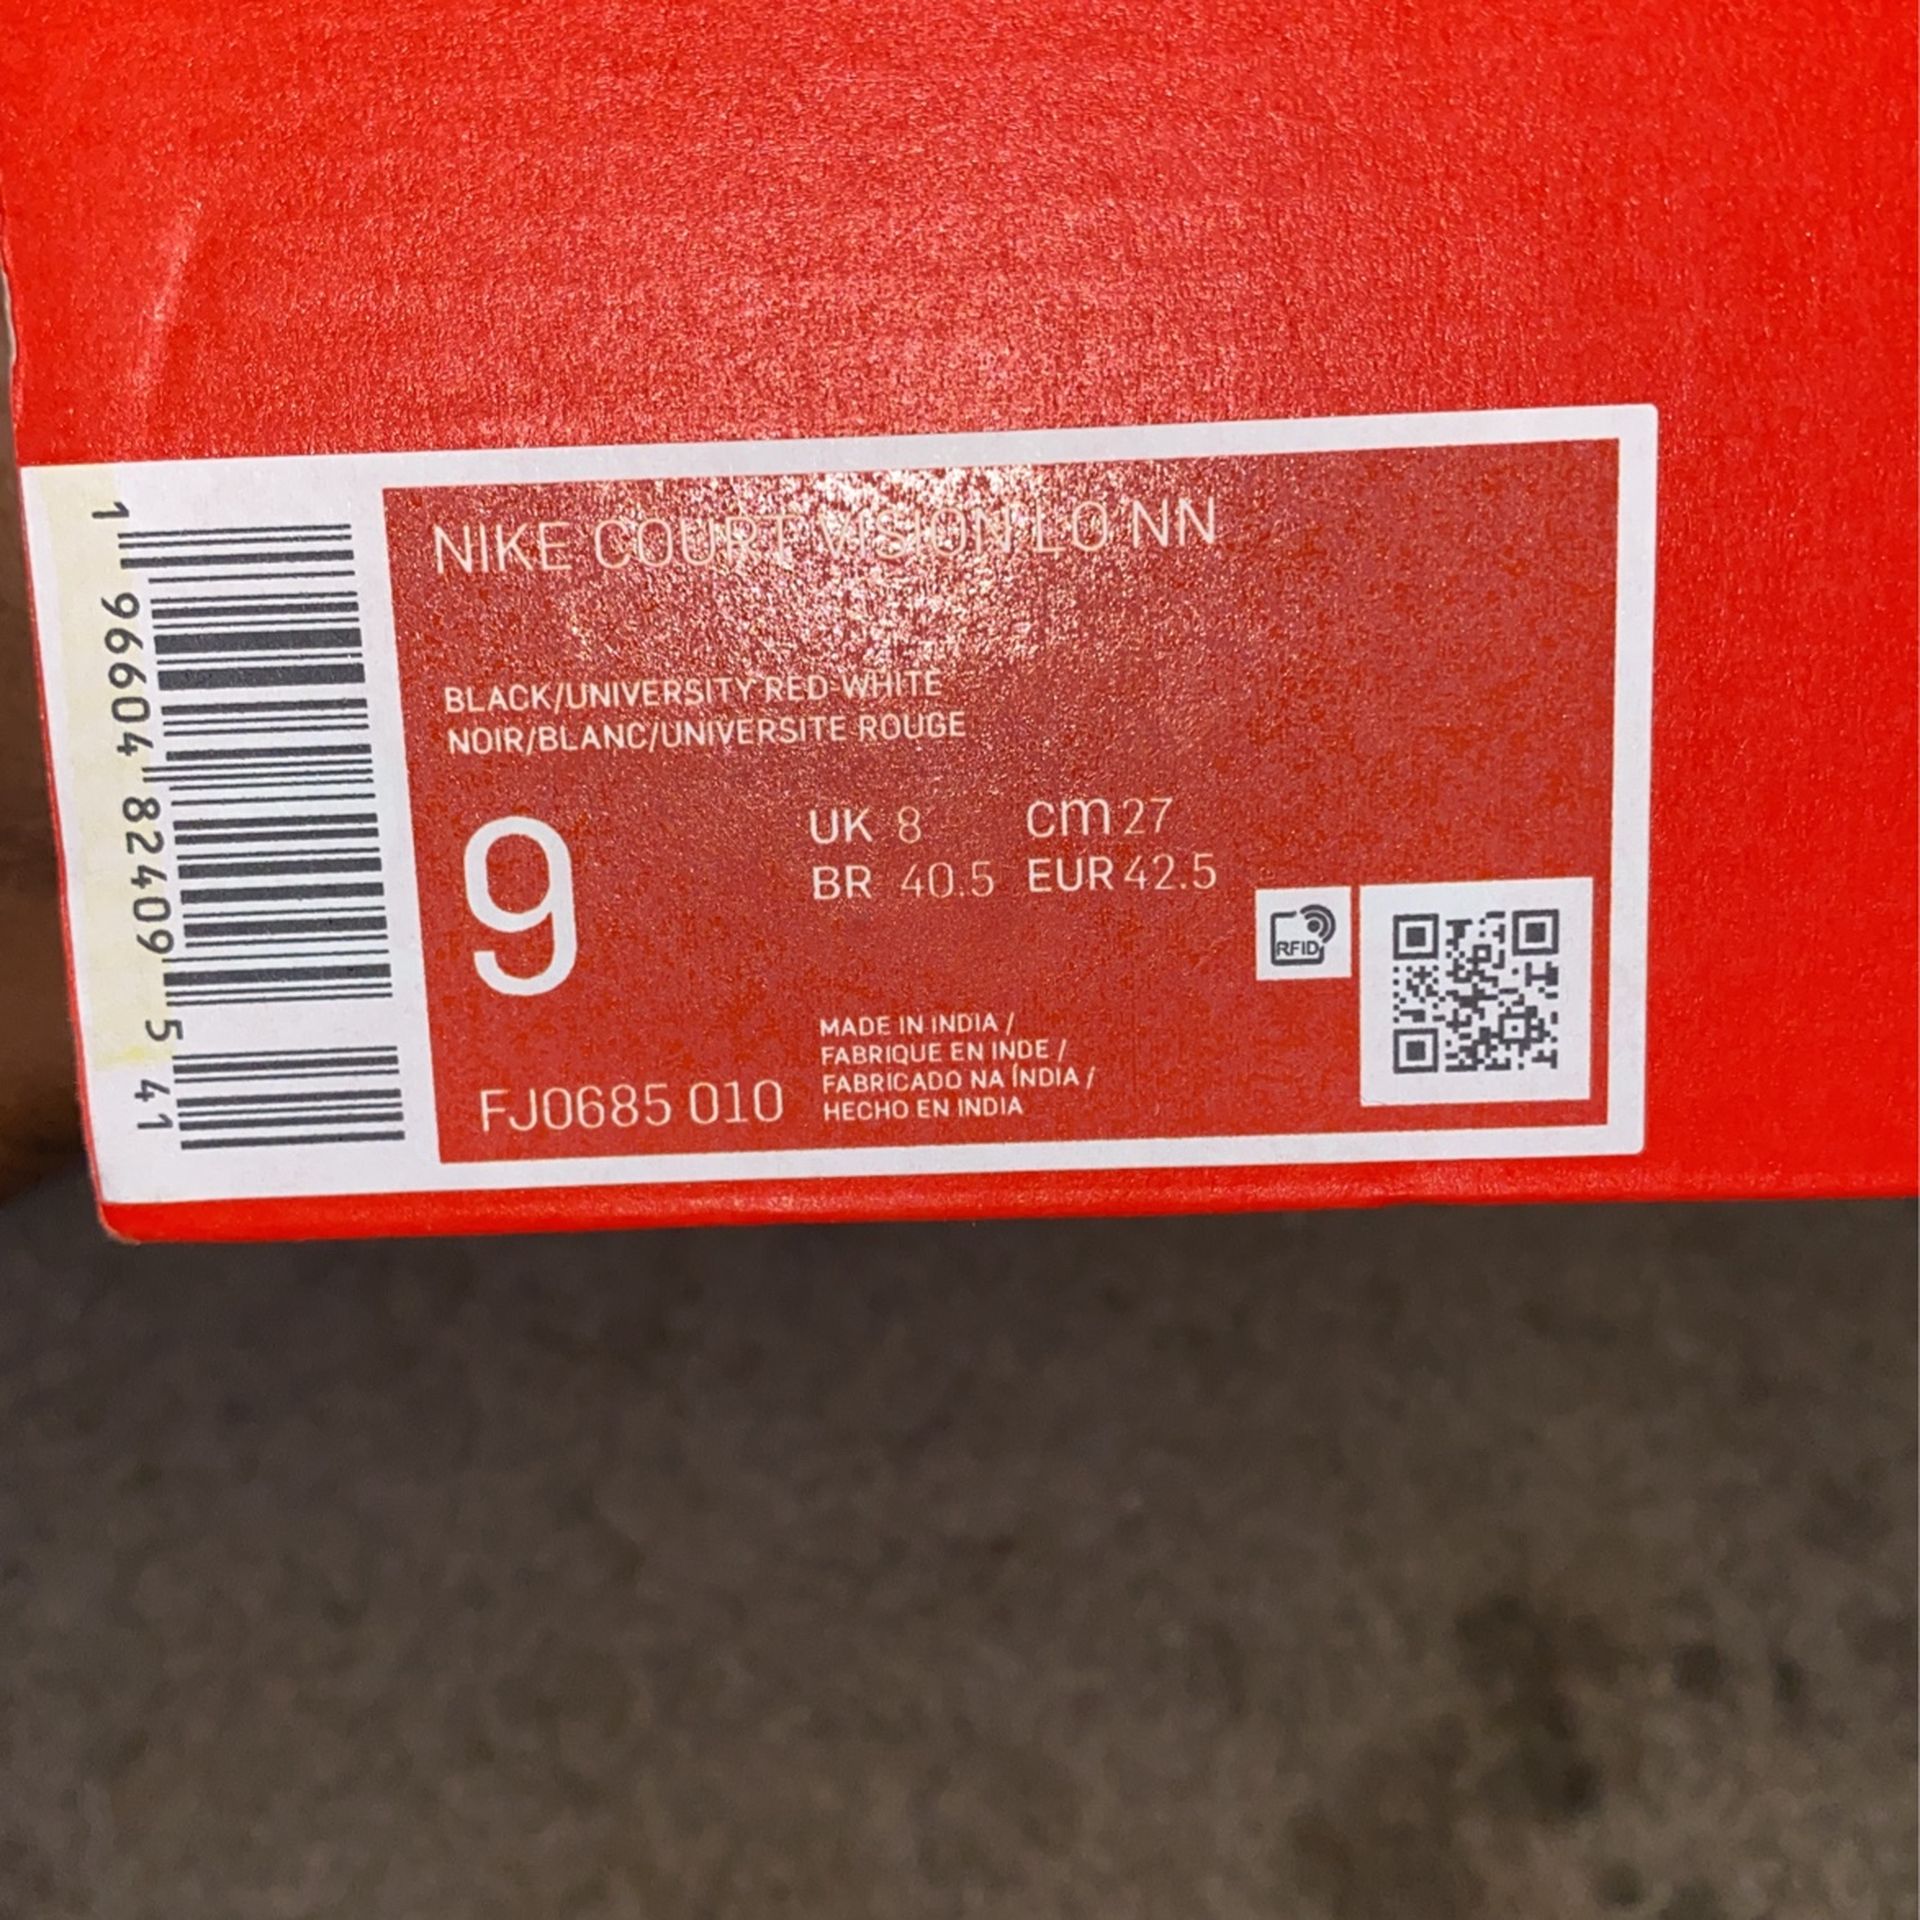 NIKE COURT VISION LO NN
BLACK/UNIVERSITY RED-WHITE
NOIR/BLANC/UNIVERSITE ROUGE
9
UK 8 cm 27
BR 40.5 EUR 42.5
RFID
MADE IN INDIA /
FABRIQUE EN INDE /
FABRICADO NA ÍNDIA /
HECHO EN INDIA
FJ0685 010
1 96604 82409 5 41